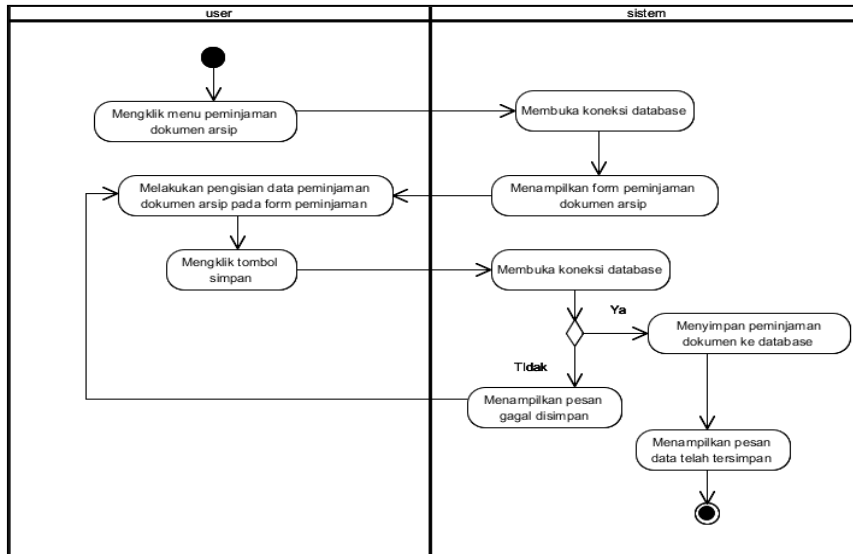 user
sistem
Mengklik menu peminjaman
dokumen arsip
Membuka koneksi database
Melakukan pengisian data peminjaman
dokumen arsip pada form peminjaman
Menampilkan form peminjaman
dokumen arsip
Mengklik tombol
simpan
Membuka koneksi database
Ya
Menyimpan peminjaman
dokumen ke database
TIdak
Menampilkan pesan
gagal disimpan
Menampilkan pesan
data telah tersimpan